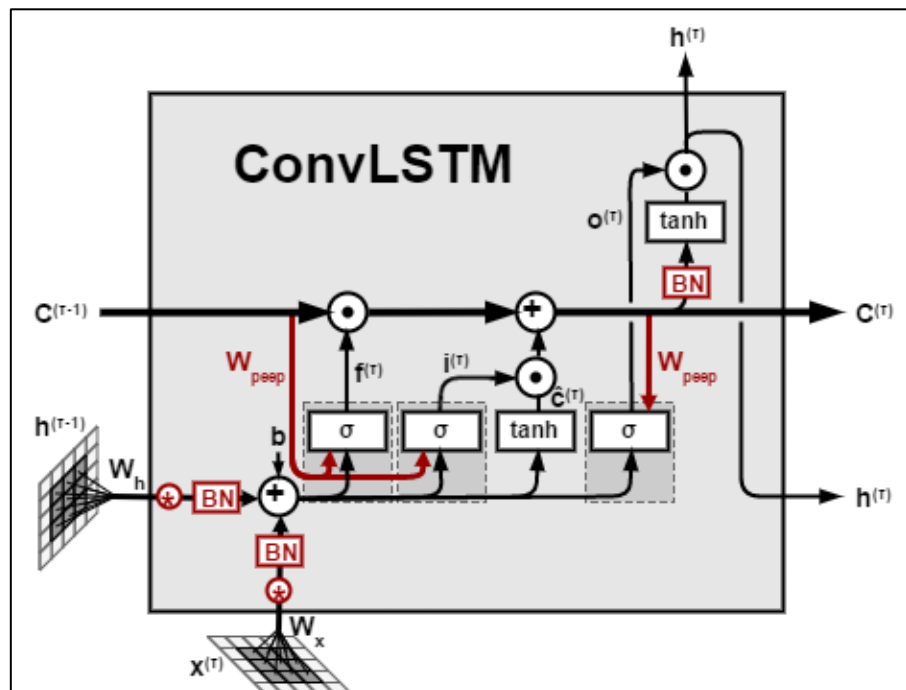 h(τ)
ConvLSTM
o(τ)
tanh
BN
C(τ-1)
C(τ)
Wpeep
f(τ)
i(τ)
ĉ(τ)
Wpeep
h(τ-1)
σ
σ
tanh
σ
b
Wh
* BN +
h(τ)
BN
*
Wx
X(τ)